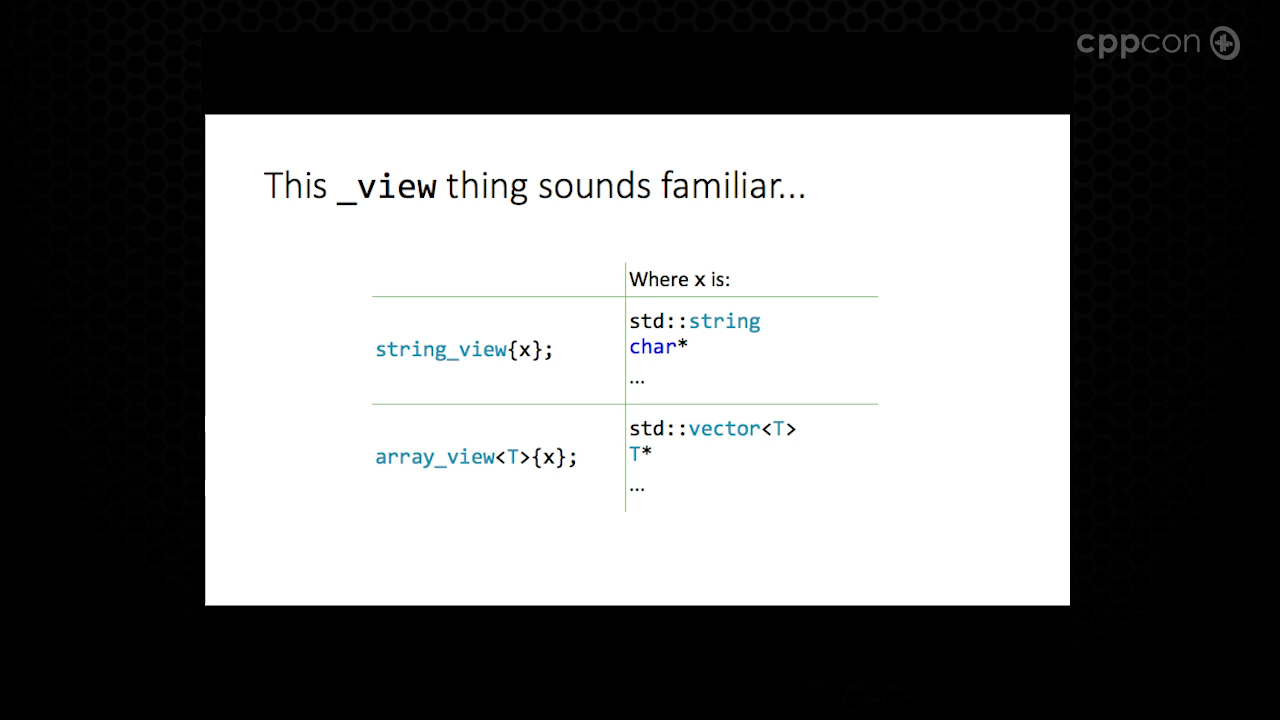 cppcon
This _view thing sounds familiar...
Where x is:
string_view{x};
std::string
char*
...
array_view<T>{x};
std::vector<T>
T*
...